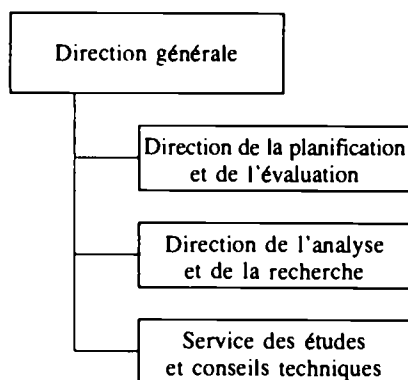 Direction générale
Direction de la planification
et de l'évaluation
Direction de l'analyse
et de la recherche
Service des études
et conseils techniques